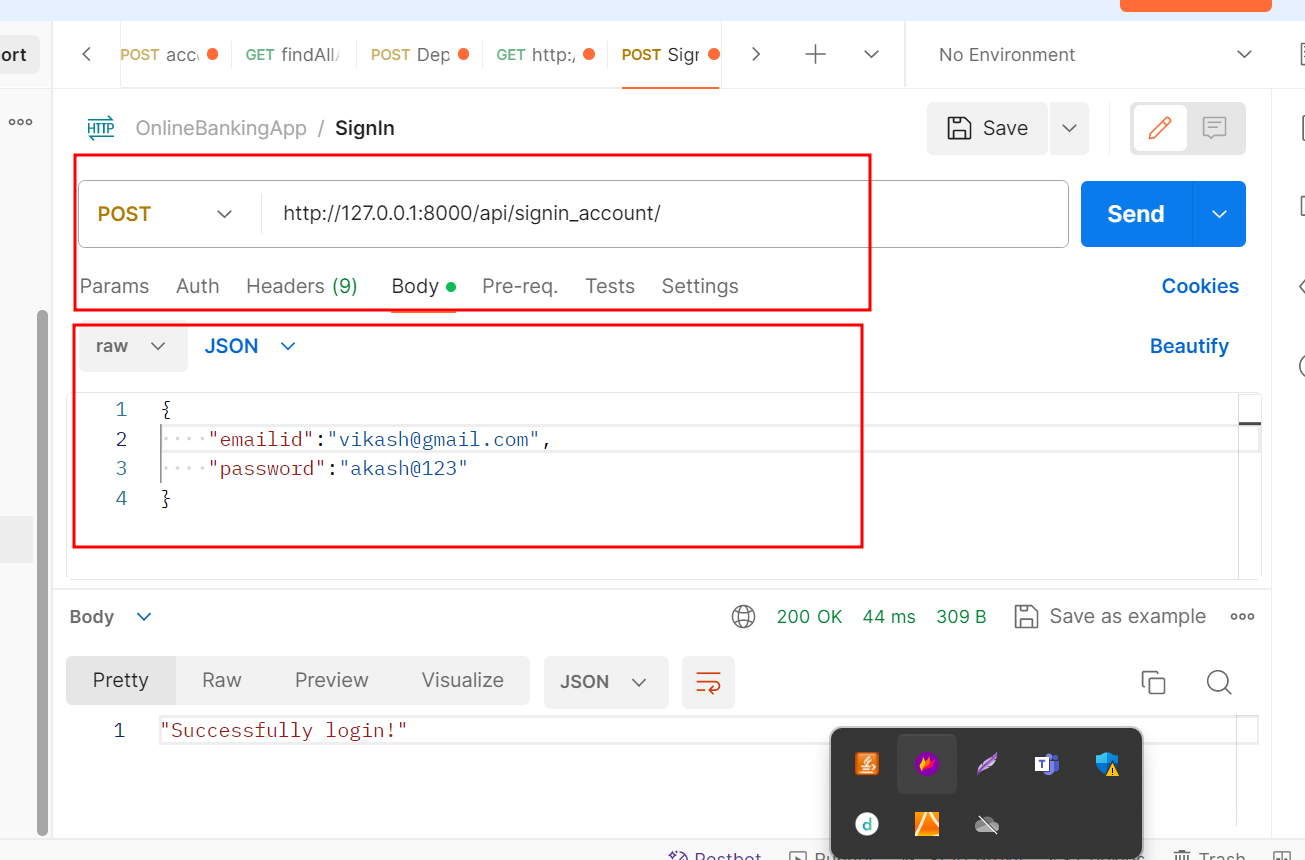 ort
POST acc
GET findAll/
POST Dep
GET http:/
POST Sigr
No Environment
HTTP OnlineBankingApp / SignIn
Save
POST http://127.0.0.1:8000/api/signin_account/
Send
Params Auth Headers (9) Body Pre-req. Tests Settings
Cookies
raw JSON
Beautify
1 {
2 "emailid":"vikash@gmail.com",
3 "password":"akash@123"
4 }
Body
200 OK 44 ms 309 B
Save as example
Pretty Raw Preview Visualize JSON
1 "Successfully login!"
T
d
Postbot
Trash